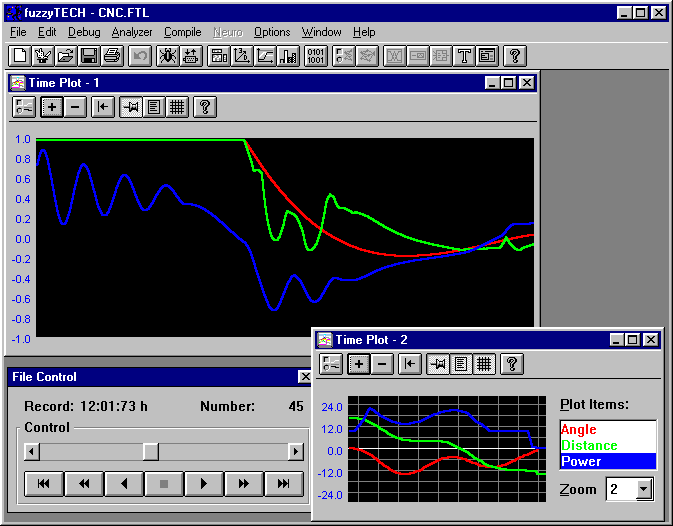 fuzzyTECH - CNC.FTL
File Edit Debug Analyzer Compile Neuro Options Window Help
0101
1001
T
?
Time Plot - 1
+ − ?
1.0
0.8
0.6
0.4
0.2
0.0
-0.2
-0.4
-0.6
-0.8
-1.0
File Control
Record: 12:01:73 h Number: 45
Control
Time Plot - 2
+ − ?
24.0
12.0
0.0
-12.0
-24.0
Plot Items:
Angle
Distance
Power
Zoom 2